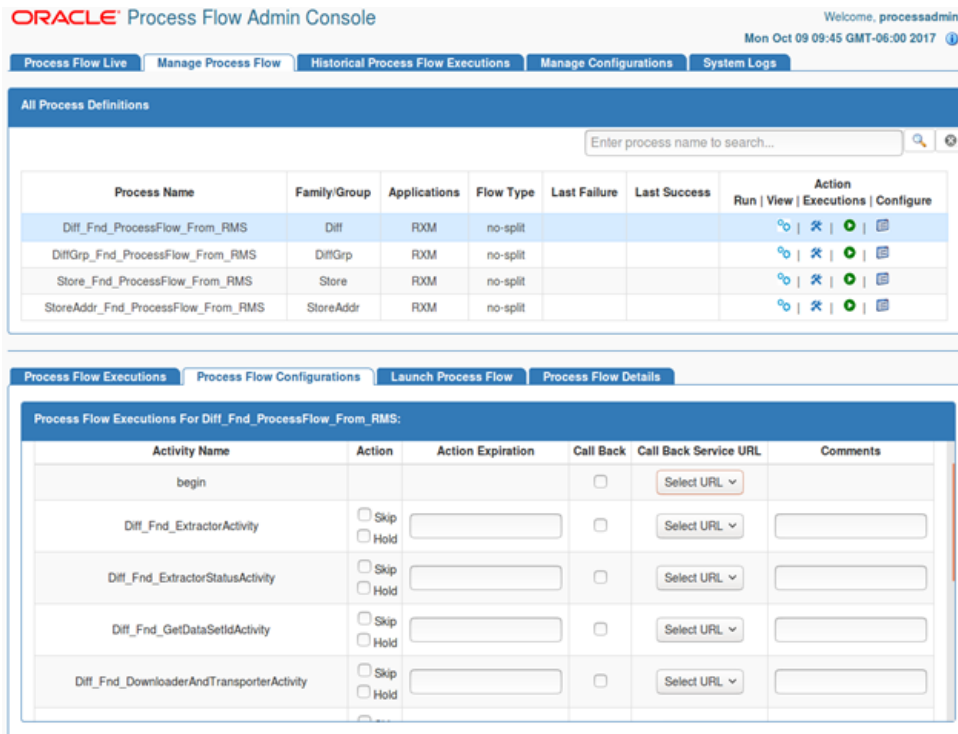 ORACLE® Process Flow Admin Console
Welcome, processadmin
Mon Oct 09 09:45 GMT-06:00 2017
Process Flow Live
Manage Process Flow
Historical Process Flow Executions
Manage Configurations
System Logs
All Process Definitions
Enter process name to search...
Process Name Family/Group Applications Flow Type Last Failure Last Success Action
Run | View | Executions | Configure
Diff_Fnd_ProcessFlow_From_RMS Diff RXM no-split | | |
DiffGrp_Fnd_ProcessFlow_From_RMS DiffGrp RXM no-split | | |
Store_Fnd_ProcessFlow_From_RMS Store RXM no-split | | |
StoreAddr_Fnd_ProcessFlow_From_RMS StoreAddr RXM no-split | | |
Process Flow Executions
Process Flow Configurations
Launch Process Flow
Process Flow Details
Process Flow Executions For Diff_Fnd_ProcessFlow_From_RMS:
Activity Name Action Action Expiration Call Back Call Back Service URL Comments
begin Select URL
Diff_Fnd_ExtractorActivity Skip Hold Select URL
Diff_Fnd_ExtractorStatusActivity Skip Hold Select URL
Diff_Fnd_GetDataSetIdActivity Skip Hold Select URL
Diff_Fnd_DownloaderAndTransporterActivity Skip Hold Select URL